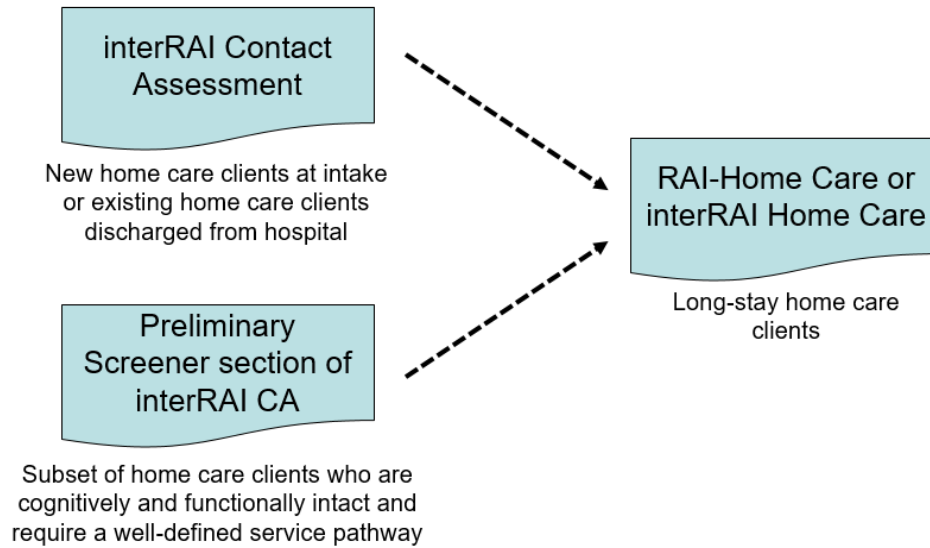 interRAI Contact
Assessment
New home care clients at intake
or existing home care clients
discharged from hospital
Preliminary
Screener section of
interRAI CA
Subset of home care clients who are
cognitively and functionally intact and
require a well-defined service pathway
RAI-Home Care or
interRAI Home Care
Long-stay home care
clients